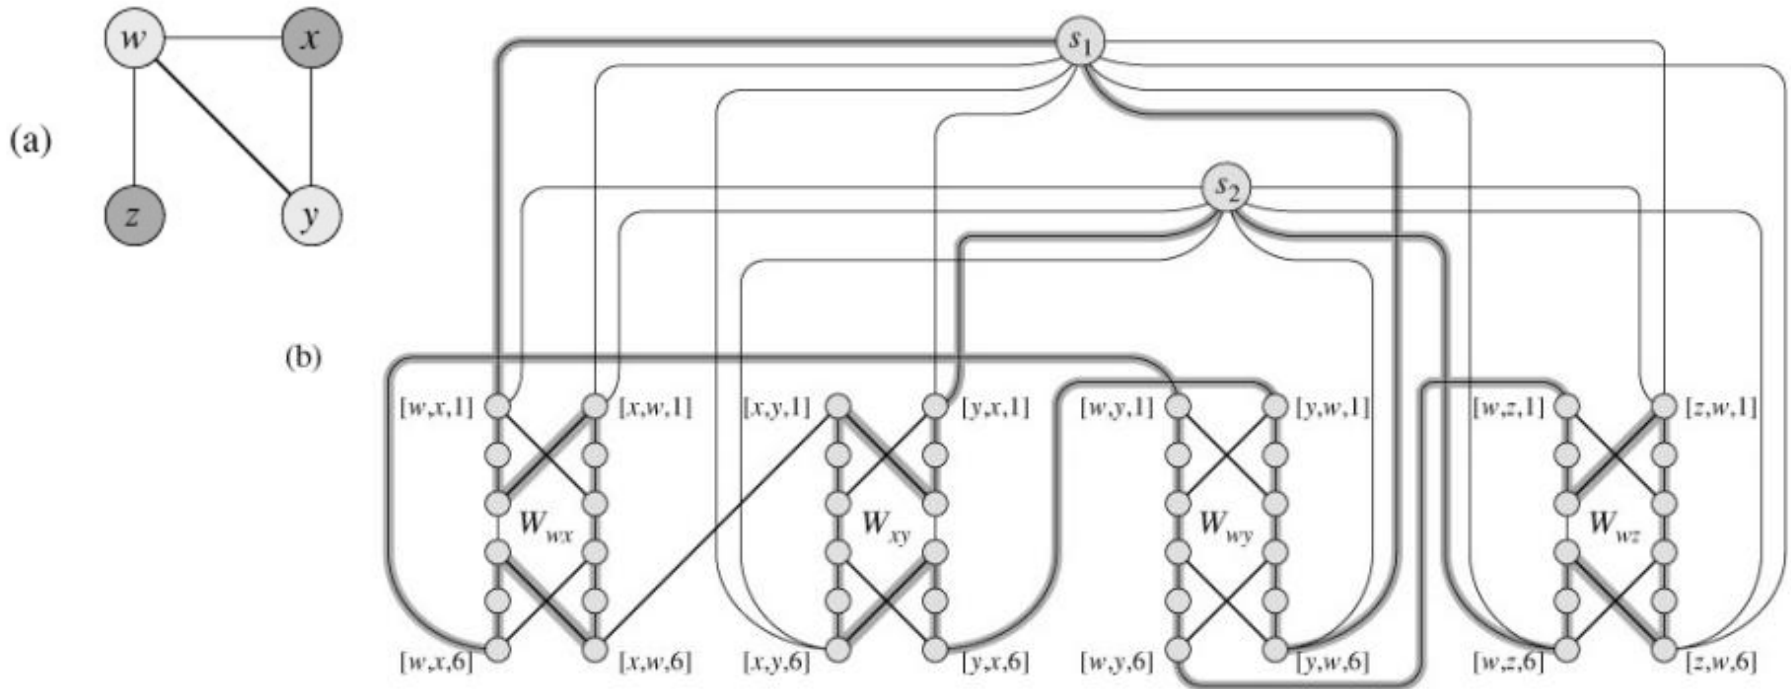 w x
(a)
z y
s1
s2
(b)
[w,x,1] [x,w,1] [x,y,1] [y,x,1] [w,y,1] [y,w,1] [w,z,1] [z,w,1]
Wwx Wxy Wwy Wwz
[w,x,6] [x,w,6] [x,y,6] [y,x,6] [w,y,6] [y,w,6] [w,z,6] [z,w,6]